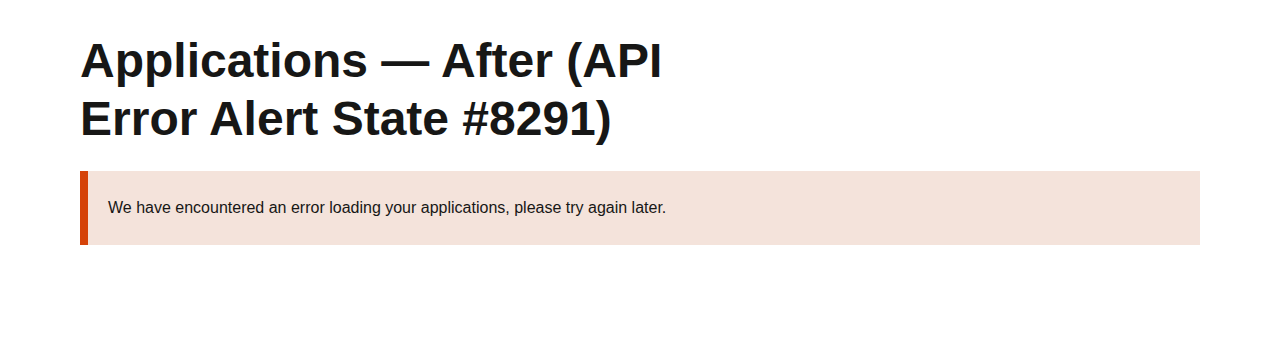 Applications — After (API
Error Alert State #8291)
We have encountered an error loading your applications, please try again later.